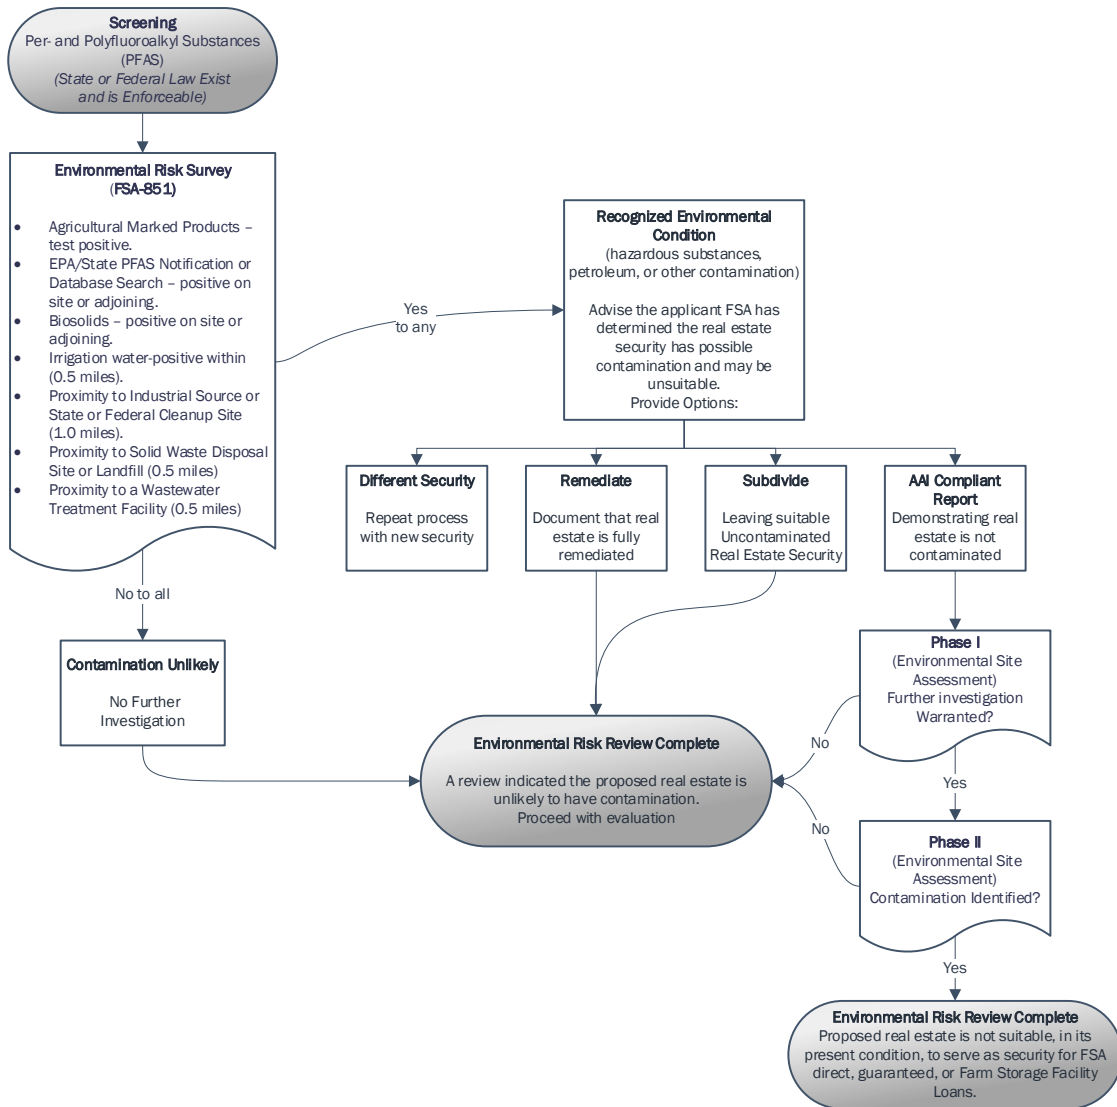 Screening
Per- and Polyfluoroalkyl Substances
(PFAS)
(State or Federal Law Exist
and is Enforceable)
Environmental Risk Survey
(FSA-851)
• Agricultural Marked Products –
test positive.
• EPA/State PFAS Notification or
Database Search – positive on
site or adjoining.
• Biosolids – positive on site or
adjoining.
• Irrigation water-positive within
(0.5 miles).
• Proximity to Industrial Source or
State or Federal Cleanup Site
(1.0 miles).
• Proximity to Solid Waste Disposal
Site or Landfill (0.5 miles)
• Proximity to a Wastewater
Treatment Facility (0.5 miles)
Yes
to any
Recognized Environmental
Condition
(hazardous substances,
petroleum, or other contamination)
Advise the applicant FSA has
determined the real estate
security has possible
contamination and may be
unsuitable.
Provide Options:
Different Security
Repeat process
with new security
Remediate
Document that real
estate is fully
remediated
Subdivide
Leaving suitable
Uncontaminated
Real Estate Security
AAI Compliant
Report
Demonstrating real
estate is not
contaminated
No to all
Contamination Unlikely
No Further
Investigation
Phase I
(Environmental Site
Assessment)
Further investigation
Warranted?
No
Yes
Environmental Risk Review Complete
A review indicated the proposed real estate is
unlikely to have contamination.
Proceed with evaluation
No
Phase II
(Environmental Site
Assessment)
Contamination Identified?
Yes
Environmental Risk Review Complete
Proposed real estate is not suitable, in its
present condition, to serve as security for FSA
direct, guaranteed, or Farm Storage Facility
Loans.